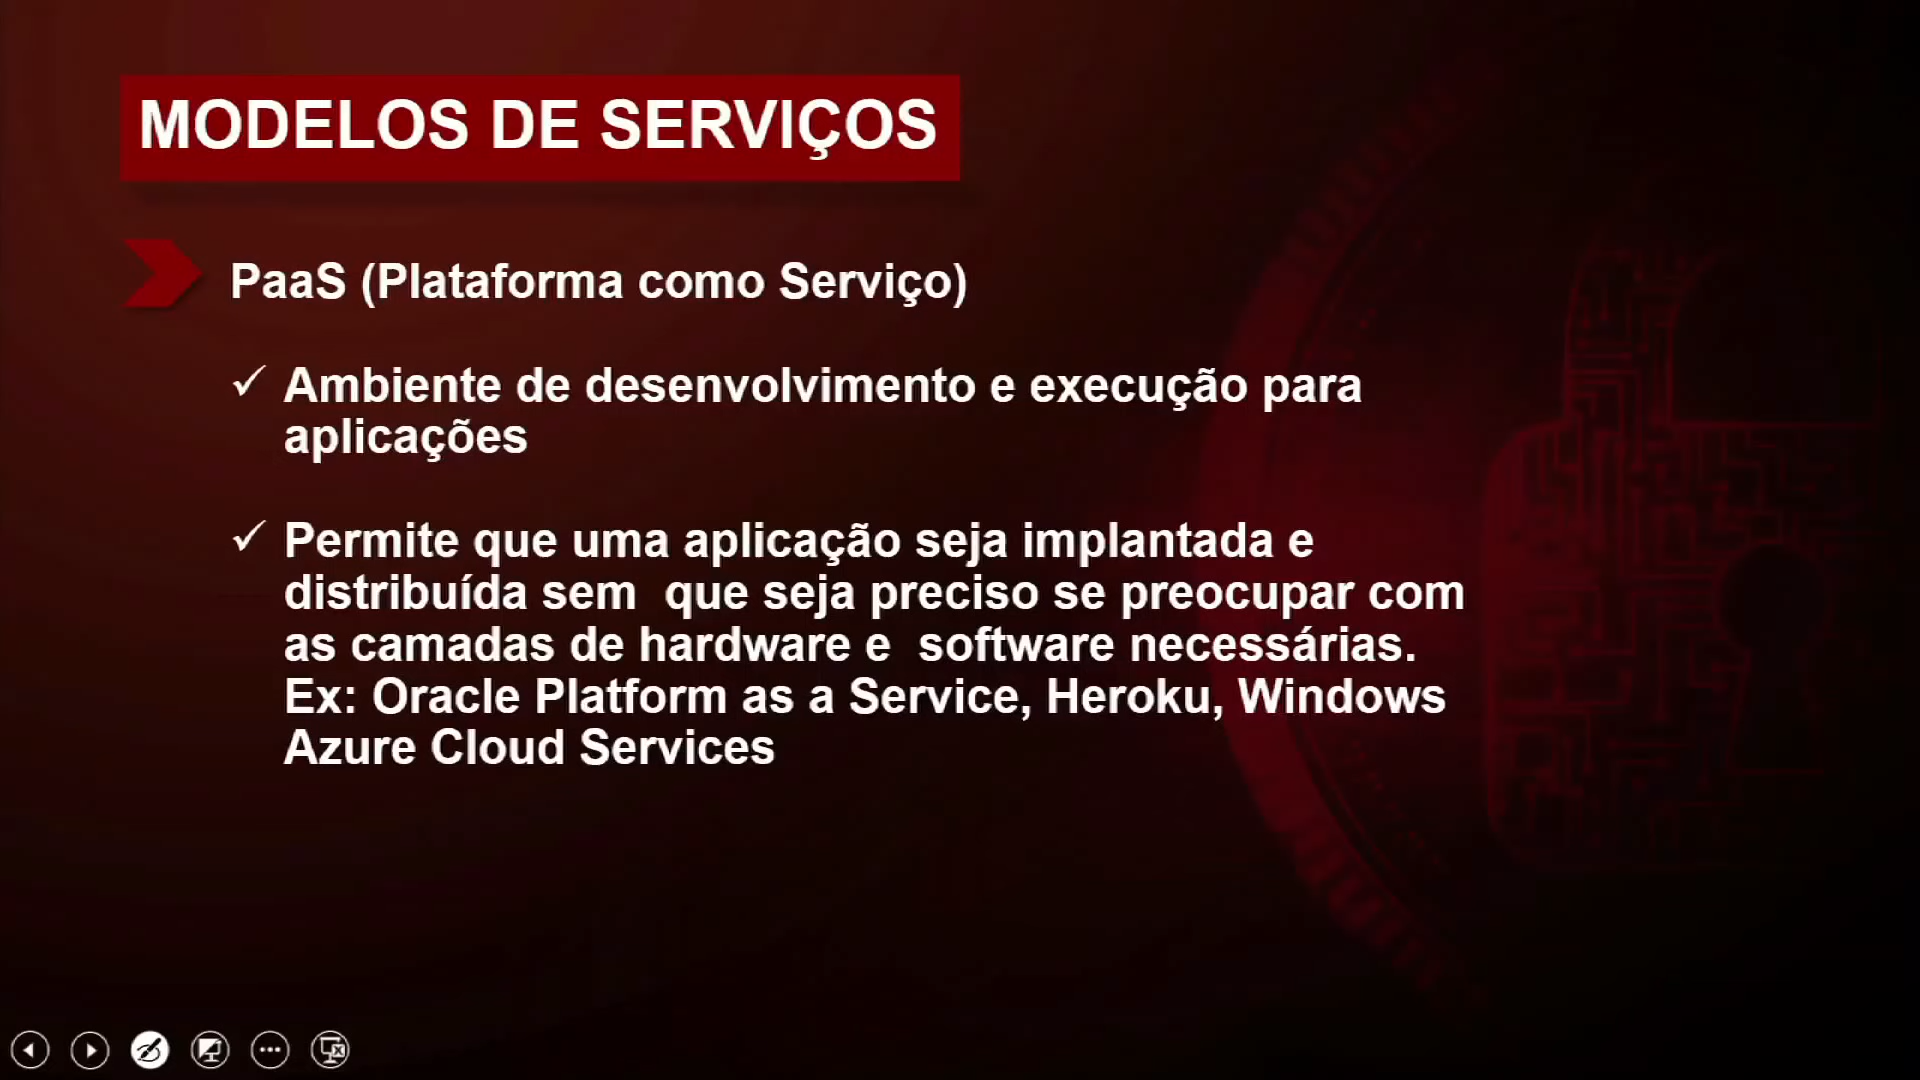 MODELOS DE SERVIÇOS
PaaS (Plataforma como Serviço)
Ambiente de desenvolvimento e execução para
aplicações
Permite que uma aplicação seja implantada e
distribuída sem  que seja preciso se preocupar com
as camadas de hardware e  software necessárias.
Ex: Oracle Platform as a Service, Heroku, Windows
Azure Cloud Services